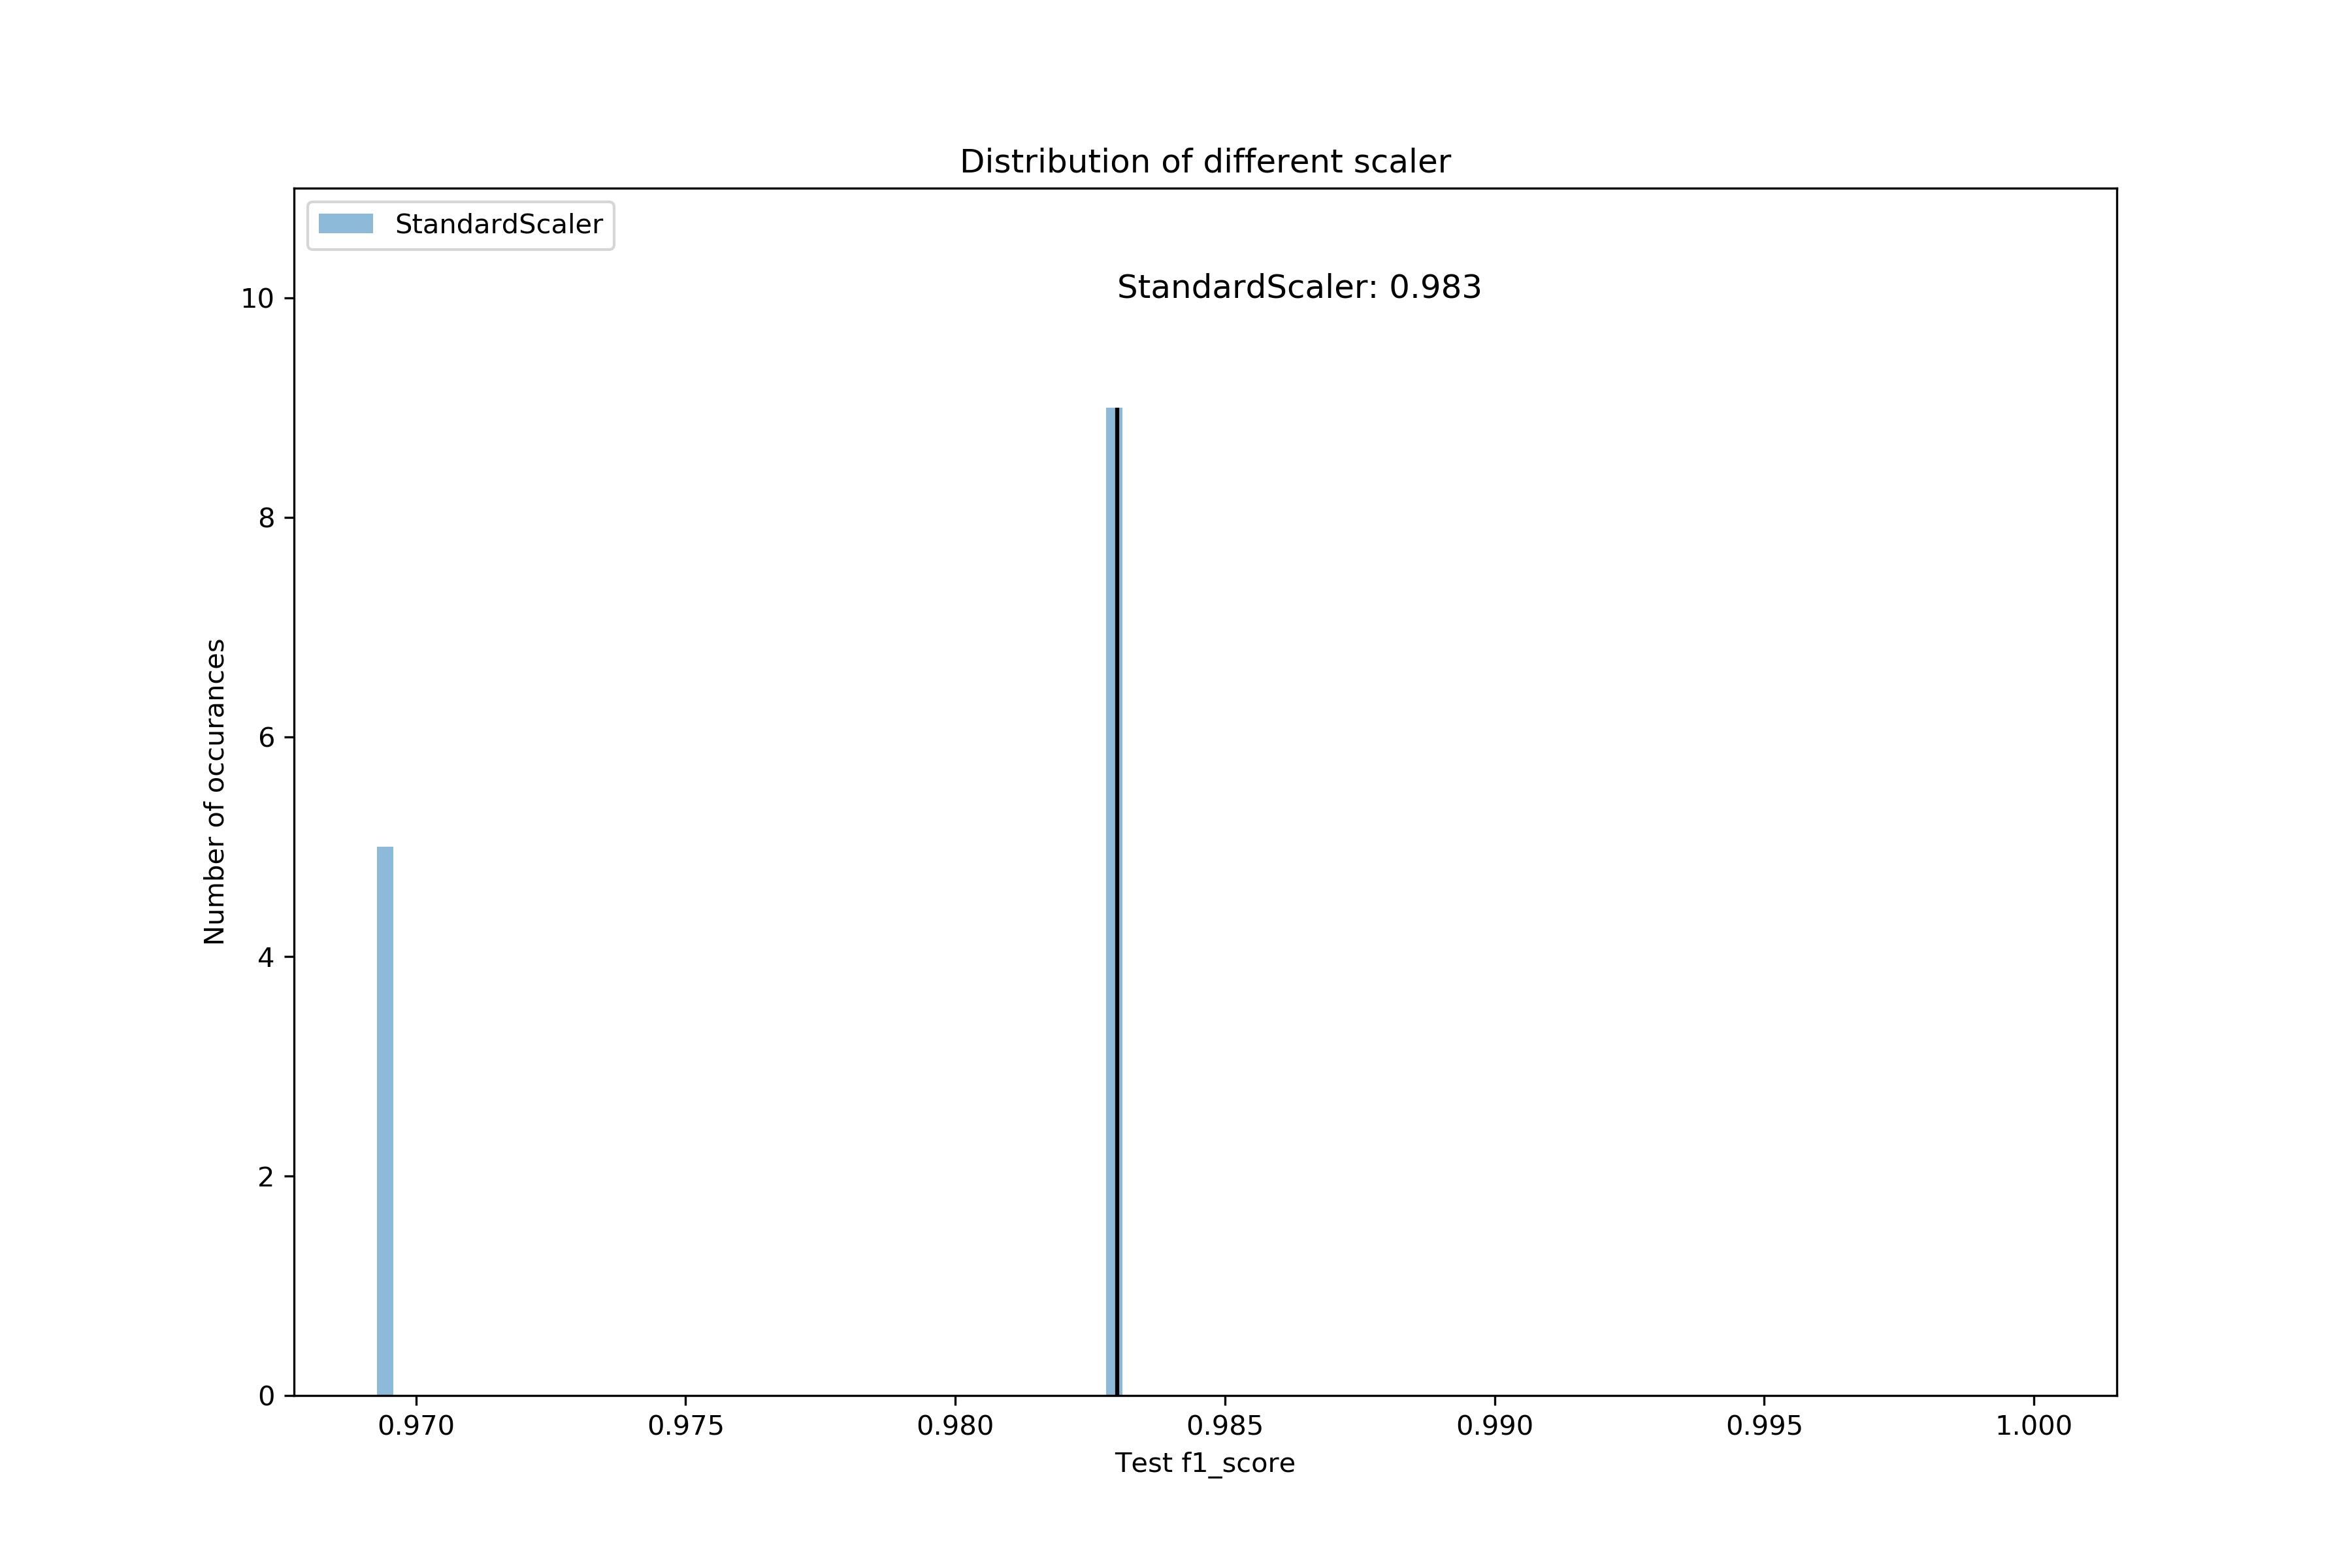 Distribution of different scaler
StandardScaler
StandardScaler: 0.983
10
8
6
4
2
0
Number of occurances
0.970 0.975 0.980 0.985 0.990 0.995 1.000
Test f1_score